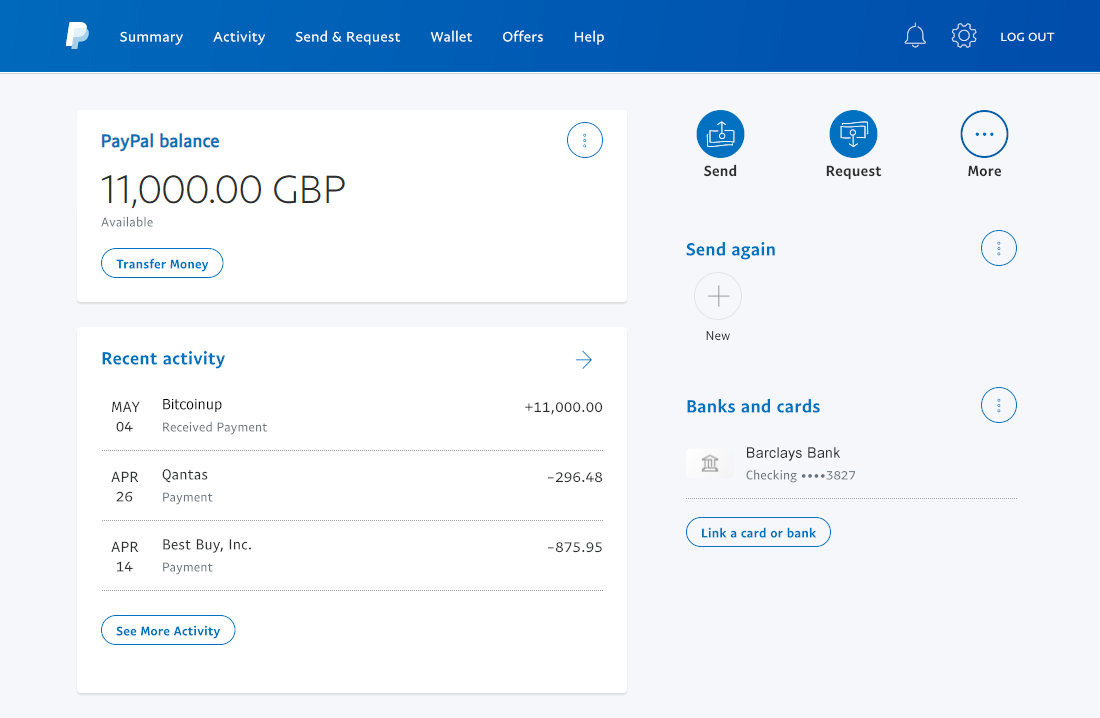 Summary Activity Send & Request Wallet Offers Help LOG OUT
PayPal balance
11,000.00 GBP
Available
Transfer Money
Recent activity
MAY 04 Bitcoinup +11,000.00
Received Payment
APR 26 Qantas -296.48
Payment
APR 14 Best Buy, Inc. -875.95
Payment
See More Activity
Send Request More
Send again
New
Banks and cards
Barclays Bank
Checking ••••3827
Link a card or bank